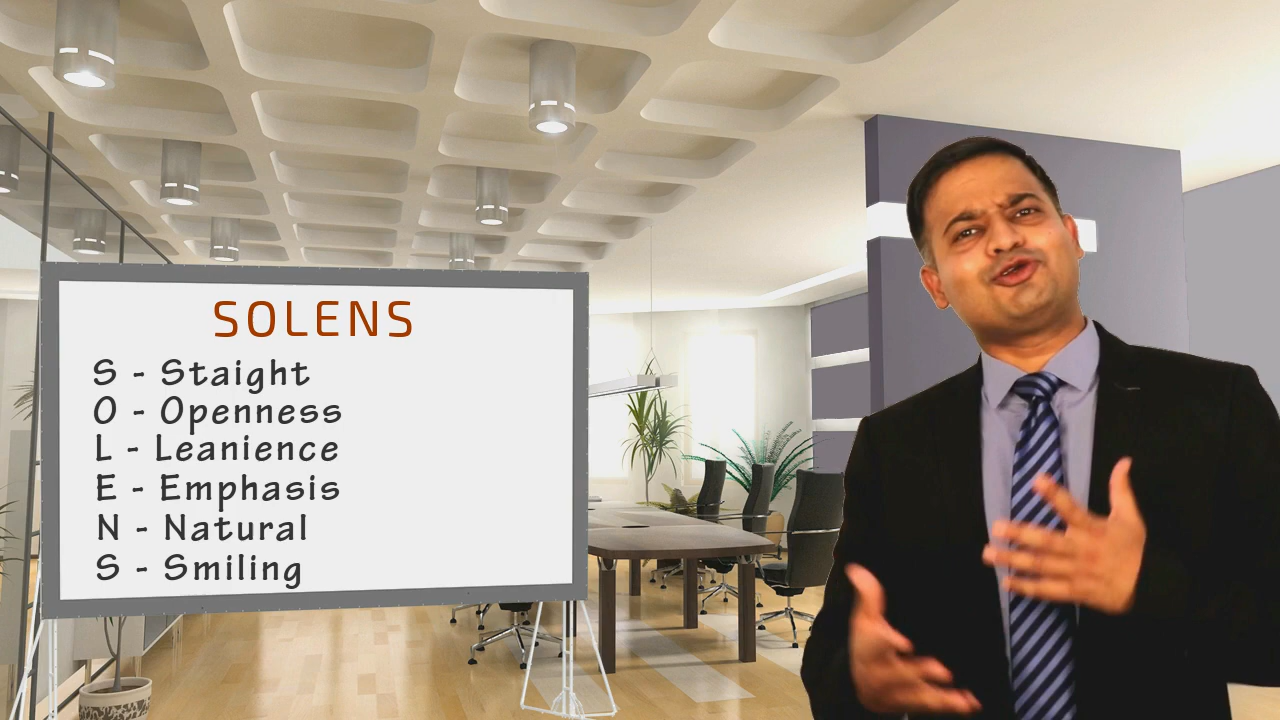 SOLENS
S - Staight
O - Openness
L - Leanience
E - Emphasis
N - Natural
S - Smiling